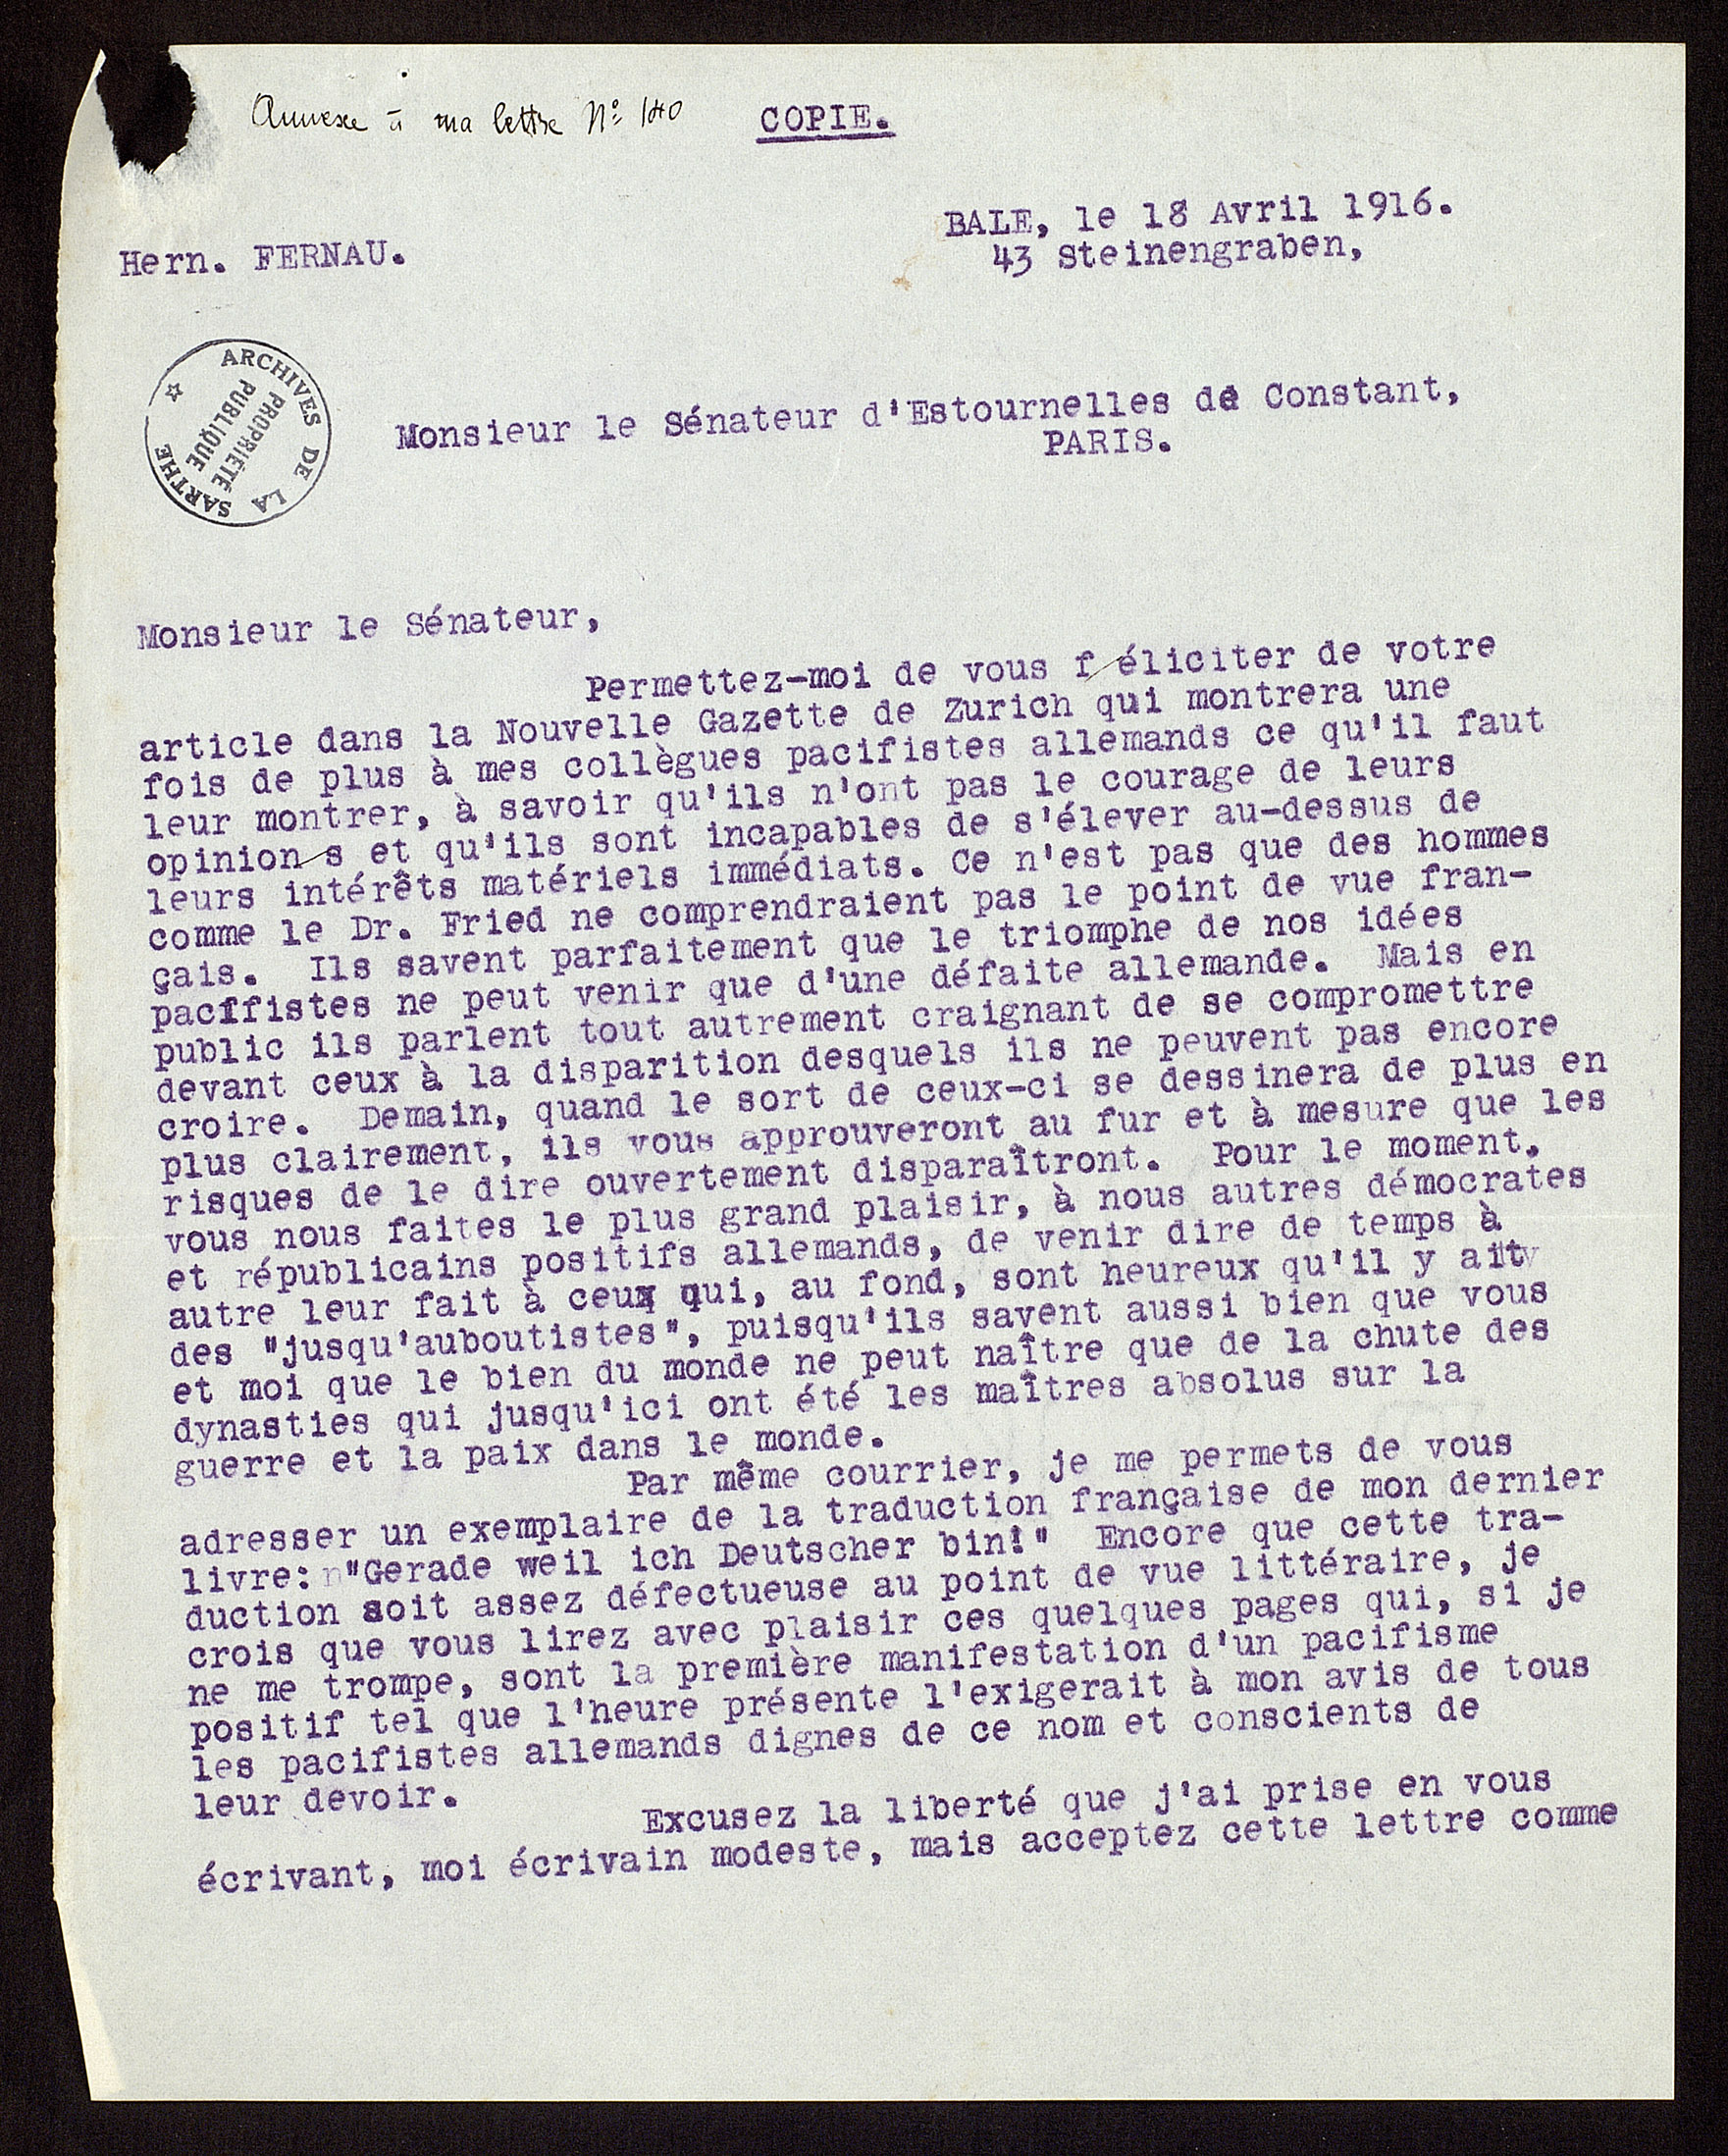 Annexe à ma lettre Nº 140
COPIE.
BALE, le 18 Avril 1916.
43 Steinengraben,
Hern. FERNAU.
ARCHIVES DE LA SARTHE
PROPRIÉTÉ
PUBLIQUE
Monsieur le Sénateur d'Estournelles de Constant,
PARIS.
Monsieur le Sénateur,
Permettez-moi de vous f éliciter de votre
article dans la Nouvelle Gazette de Zurich qui montrera une
fois de plus à mes collègues pacifistes allemands ce qu'il faut
leur montrer, à savoir qu'ils n'ont pas le courage de leurs
opinion s et qu'ils sont incapables de s'élever au-dessus de
leurs intérêts matériels immédiats. Ce n'est pas que des hommes
comme le Dr. Fried ne comprendraient pas le point de vue fran-
çais. Ils savent parfaitement que le triomphe de nos idées
pacifistes ne peut venir que d'une défaite allemande. Mais en
public ils parlent tout autrement craignant de se compromettre
devant ceux à la disparition desquels ils ne peuvent pas encore
croire. Demain, quand le sort de ceux-ci se dessinera de plus en
plus clairement, ils vous approuveront au fur et à mesure que les
risques de le dire ouvertement disparaîtront. Pour le moment,
vous nous faites le plus grand plaisir, à nous autres démocrates
et républicains positifs allemands, de venir dire de temps à
autre leur fait à ceux qui, au fond, sont heureux qu'il y ait
des "jusqu'auboutistes", puisqu'ils savent aussi bien que vous
et moi que le bien du monde ne peut naître que de la chute des
dynasties qui jusqu'ici ont été les maîtres absolus sur la
guerre et la paix dans le monde.
Par même courrier, je me permets de vous
adresser un exemplaire de la traduction française de mon dernier
livre: "Gerade weil ich Deutscher bin!" Encore que cette tra-
duction soit assez défectueuse au point de vue littéraire, je
crois que vous lirez avec plaisir ces quelques pages qui, si je
ne me trompe, sont la première manifestation d'un pacifisme
positif tel que l'heure présente l'exigerait à mon avis de tous
les pacifistes allemands dignes de ce nom et conscients de
leur devoir.
Excusez la liberté que j'ai prise en vous
écrivant, moi écrivain modeste, mais acceptez cette lettre comme